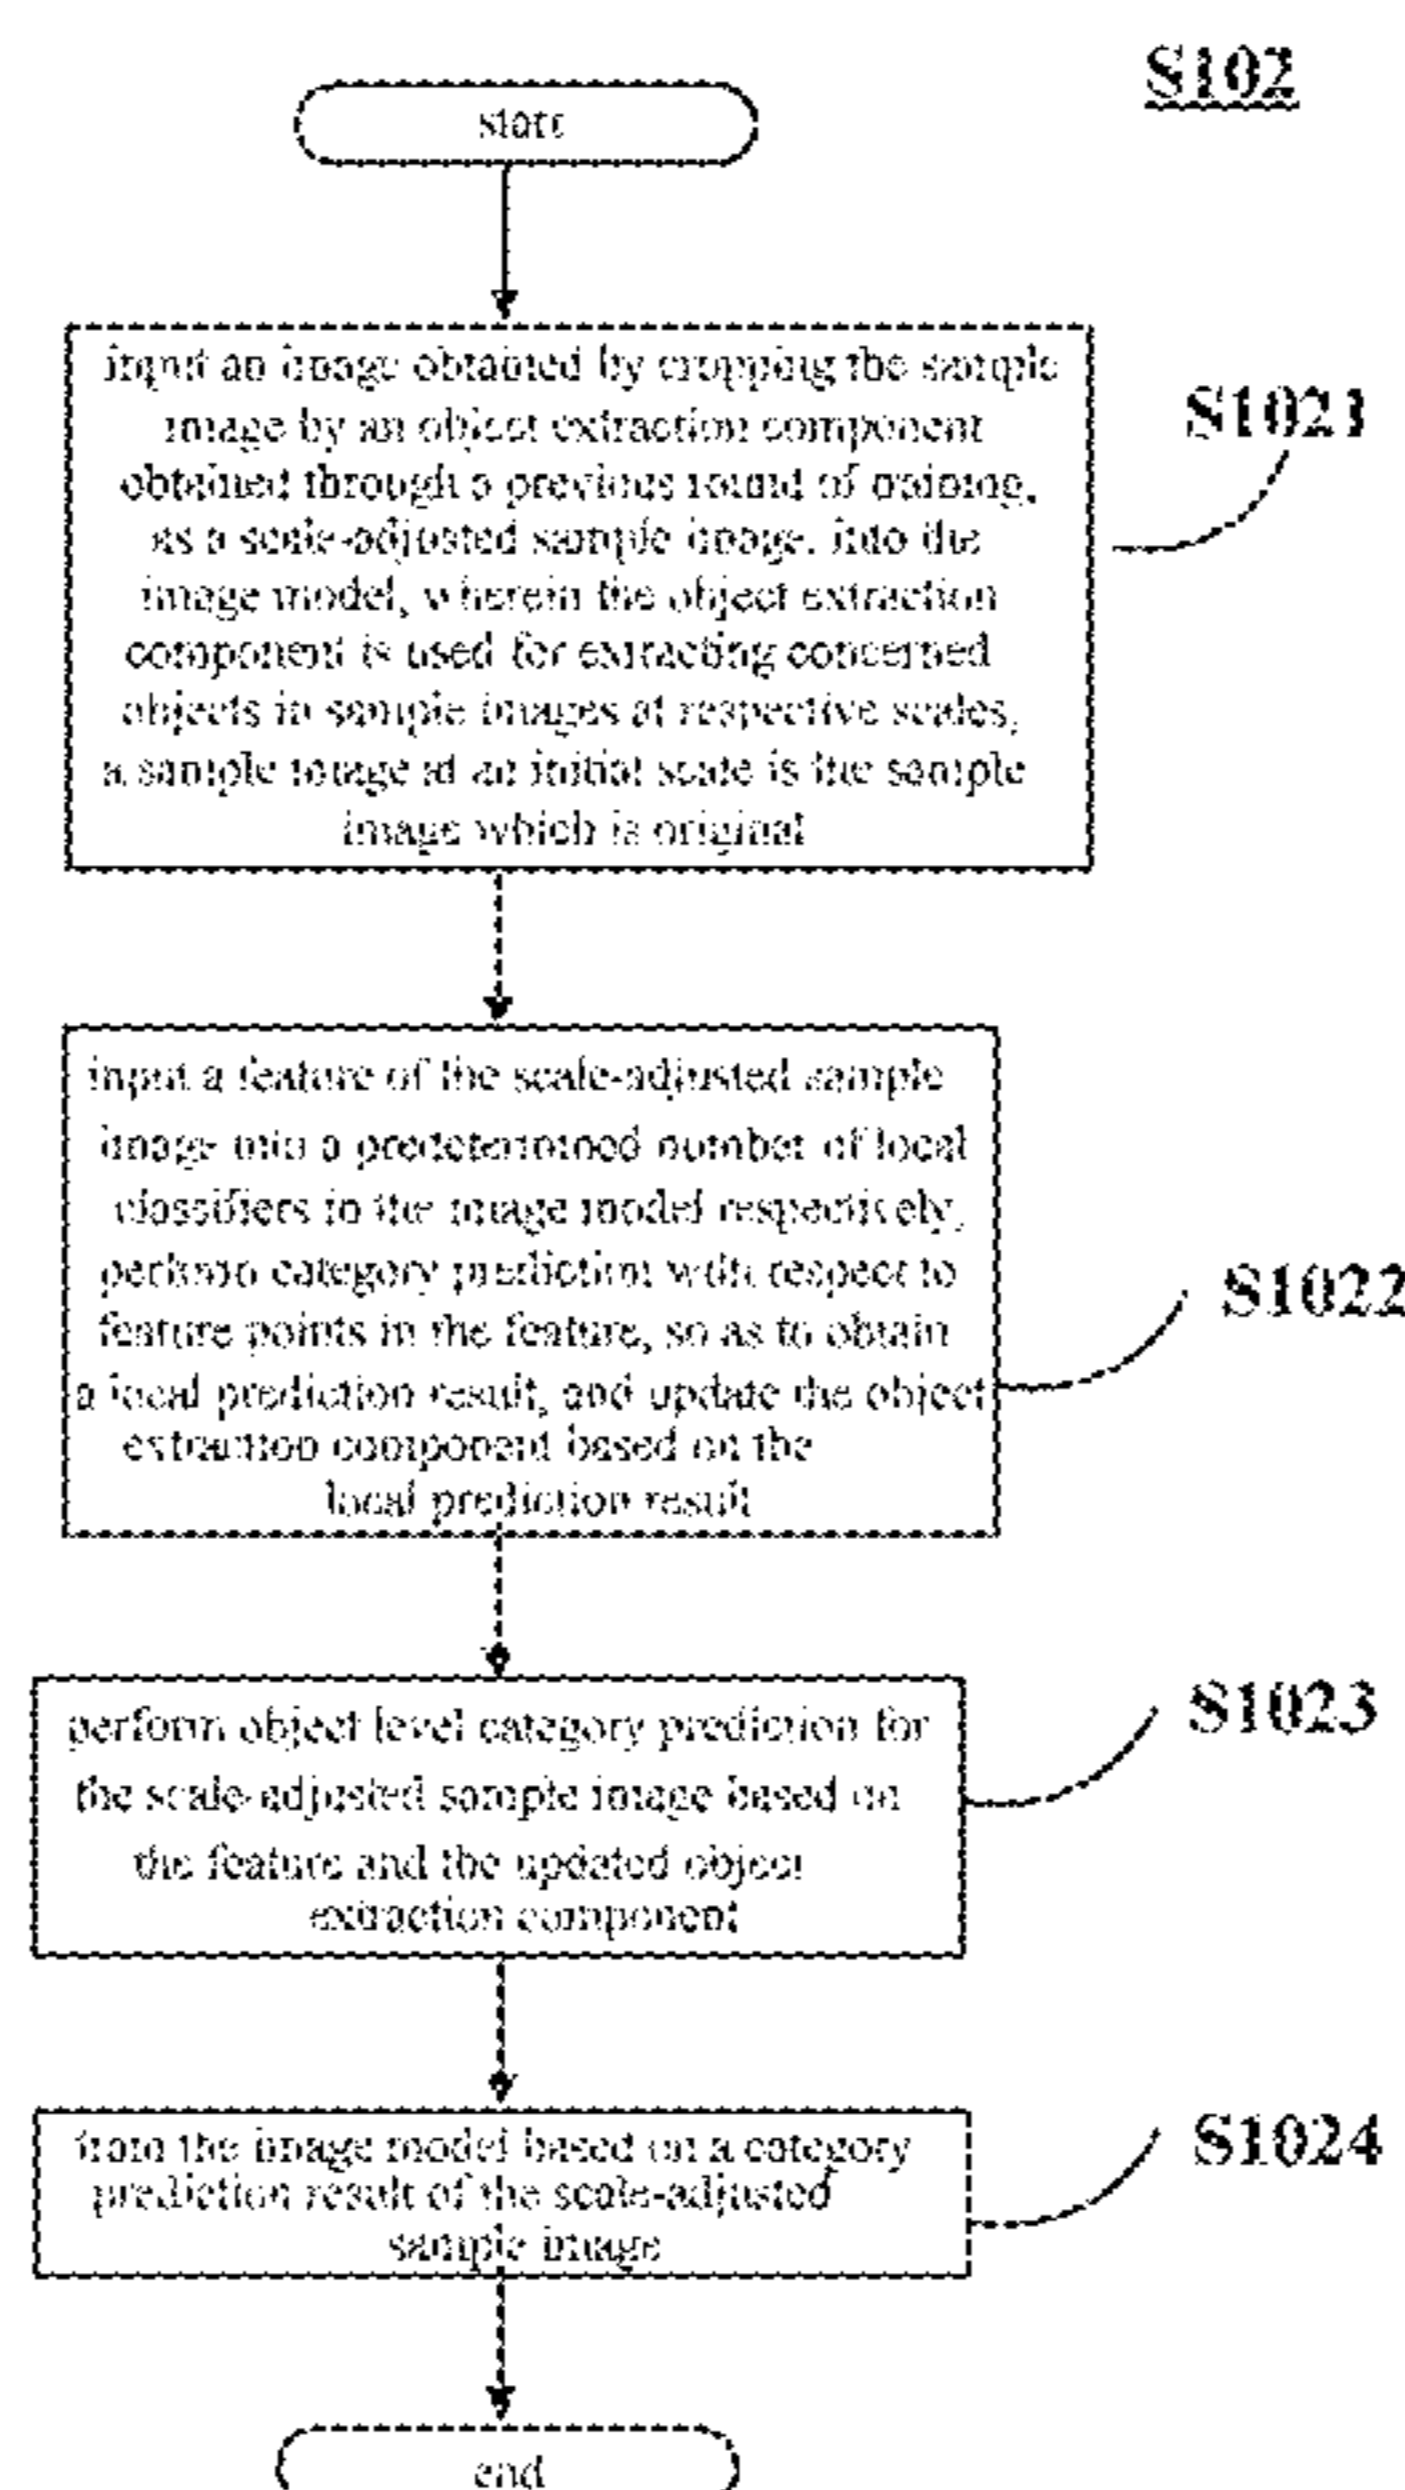 S102
start
input an image obtained by cropping the sample
image by an object extraction component
obtained through a previous round of training,
as a scale-adjusted sample image, into the
image model, wherein the object extraction
component is used for extracting concerned
objects in sample images at respective scales,
a sample image at an initial scale is the sample
image which is original
S1021
input a feature of the scale-adjusted sample
image into a predetermined number of local
classifiers in the image model respectively,
perform category prediction with respect to
feature points in the feature, so as to obtain
a local prediction result, and update the object
extraction component based on the
local prediction result
S1022
perform object level category prediction for
the scale-adjusted sample image based on
the feature and the updated object
extraction component
S1023
train the image model based on a category
prediction result of the scale-adjusted
sample image
S1024
end